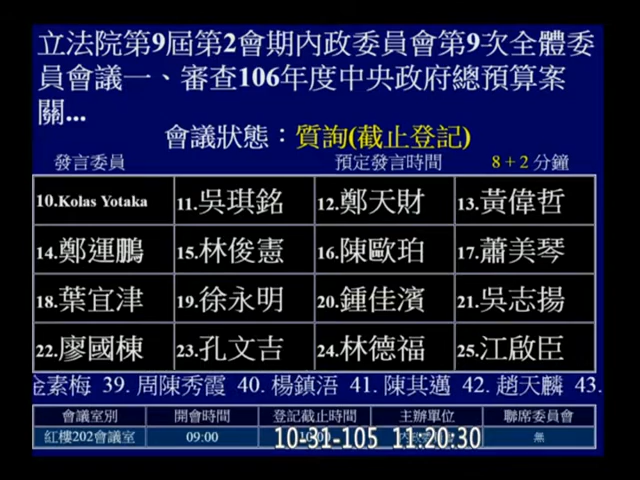 立法院第9屆第2會期內政委員會第9次全體委
員會議一、審查106年度中央政府總預算案
關...
會議狀態：質詢(截止登記)
發言委員 預定發言時間 8 + 2 分鐘
10.Kolas Yotaka 11.吳琪銘 12.鄭天財 13.黃偉哲
14.鄭運鵬 15.林俊憲 16.陳歐珀 17.蕭美琴
18.葉宜津 19.徐永明 20.鍾佳濱 21.吳志揚
22.廖國棟 23.孔文吉 24.林德福 25.江啟臣
金素梅 39. 周陳秀霞 40. 楊鎮浯 41. 陳其邁 42. 趙天麟 43.
會議室別 開會時間 登記截止時間 主辦單位 聯席委員會
紅樓202會議室 09:00 無
10-31-105 11:20:30